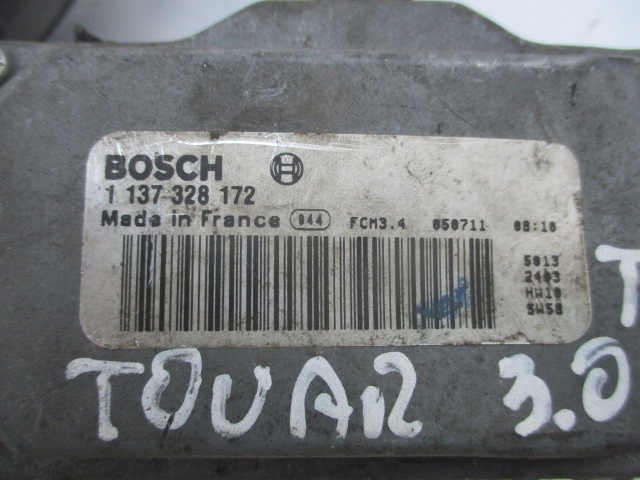 BOSCH
1 137 328 172
Made in France 044 FCM3.4 050711 08:10
5013
2403
HW10
SW58
TOUAR 3.0 T